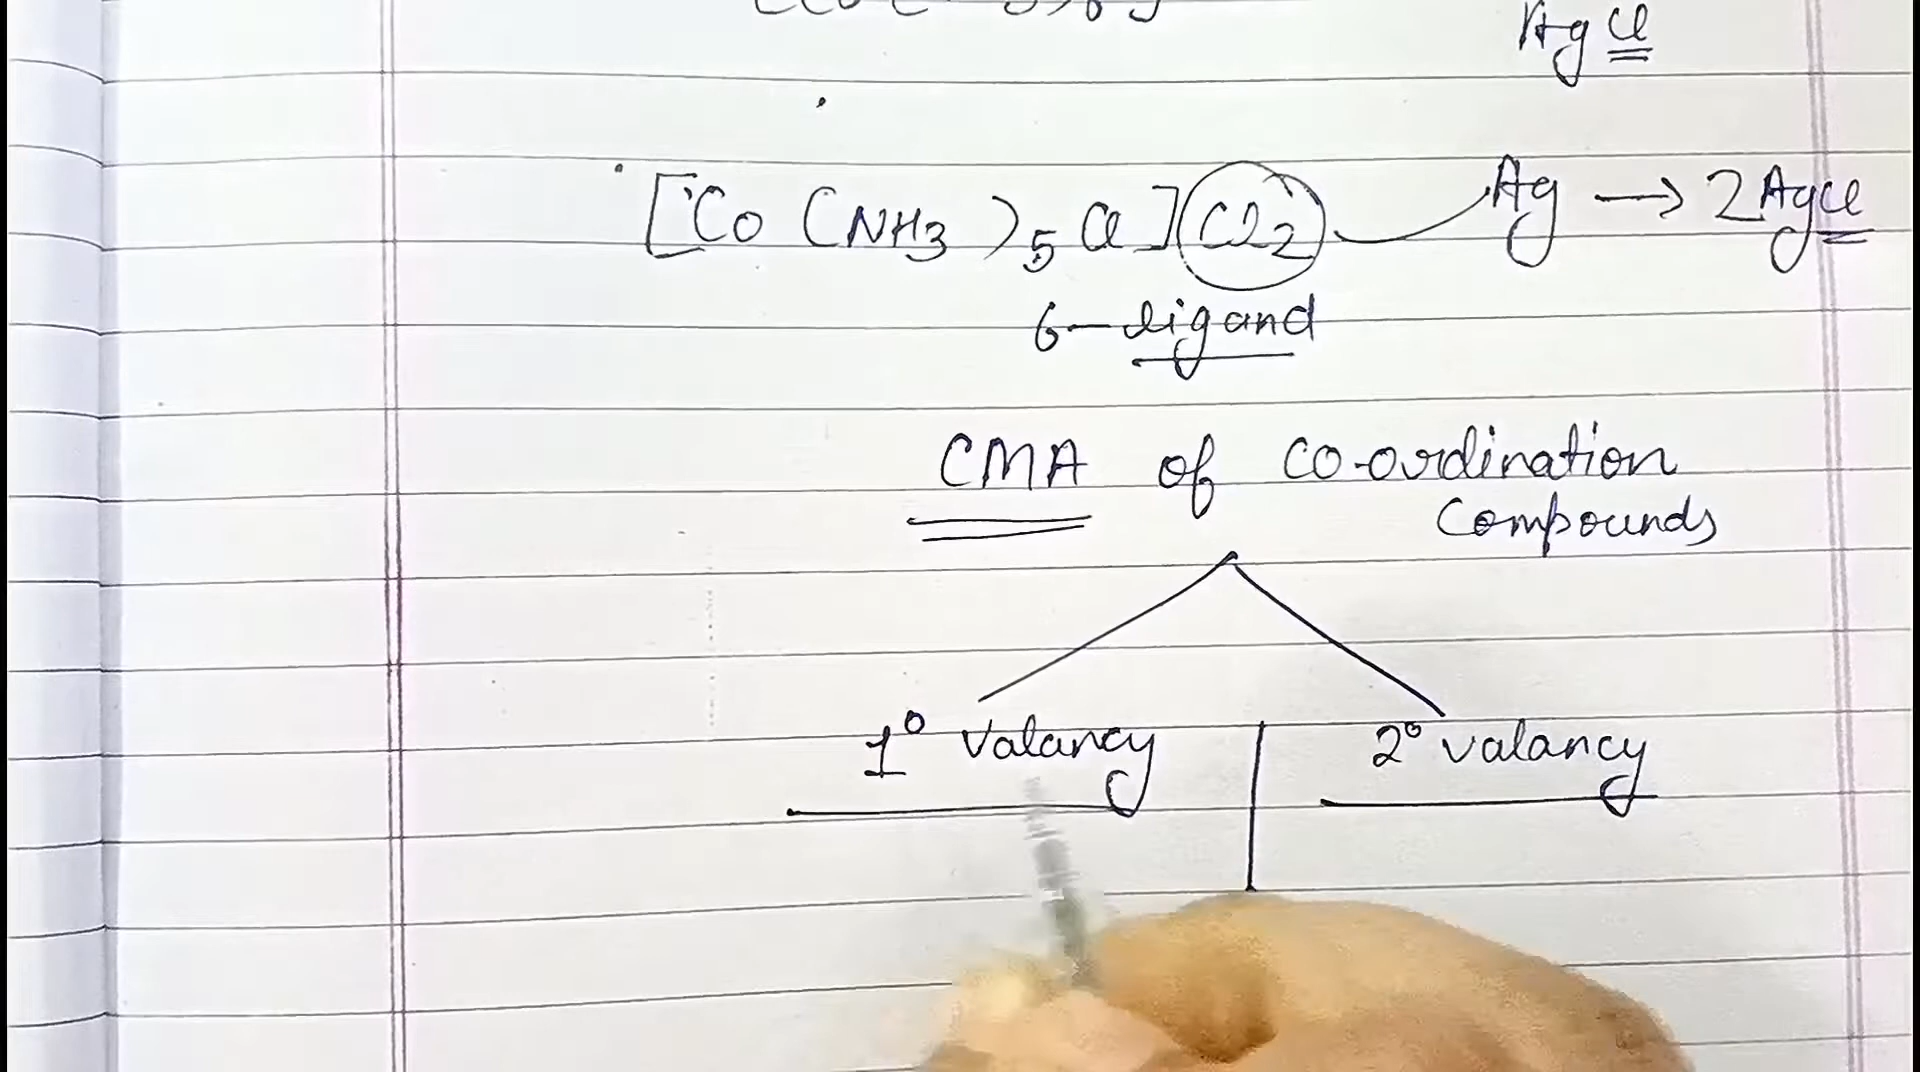 AgCl
[Co (NH3)5 Cl] Cl2 Ag → 2AgCl
6-ligand
CMA of co-ordination
Compounds
1° Valancy 2° valancy